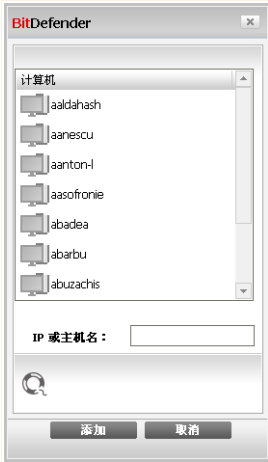 BitDefender
计算机
aaldahash
aanescu
aanton-l
aasofronie
abadea
abarbu
abuzachis
IP 或主机名：
添加 取消